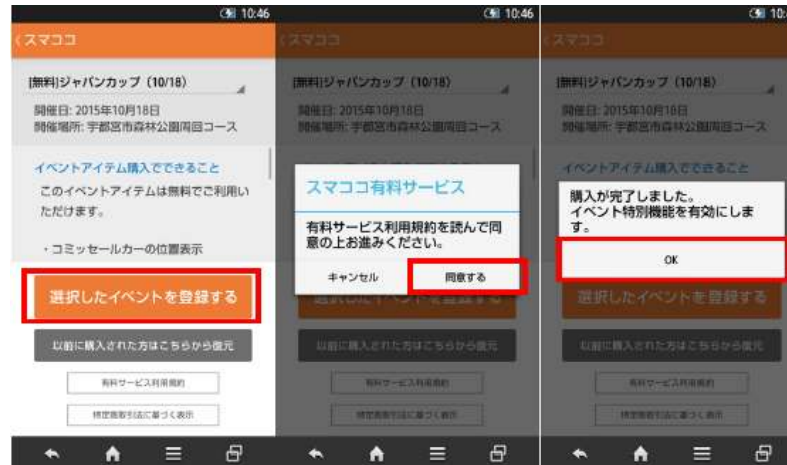 10:46
スマココ
[無料]ジャパンカップ（10/18）
開催日: 2015年10月18日
開催場所: 宇都宮市森林公園周回コース
イベントアイテム購入でできること
このイベントアイテムは無料でご利用い
ただけます。
・コミッセールカーの位置表示
選択したイベントを登録する
以前に購入された方はこちらから復元
有料サービス利用規約
特定商取引法に基づく表示
10:46
スマココ
[無料]ジャパンカップ（10/18）
開催日: 2015年10月18日
開催場所: 宇都宮市森林公園周回コース
スマココ有料サービス
有料サービス利用規約を読んで同
意の上お進みください。
キャンセル
同意する
選択したイベントを登録する
以前に購入された方はこちらから復元
有料サービス利用規約
特定商取引法に基づく表示
10:
スマココ
[無料]ジャパンカップ（10/18）
開催日: 2015年10月18日
開催場所: 宇都宮市森林公園周回コース
イベントアイテム購入でできること
購入が完了しました。
イベント特別機能を有効にしま
す。
OK
選択したイベントを登録する
以前に購入された方はこちらから復元
有料サービス利用規約
特定商取引法に基づく表示